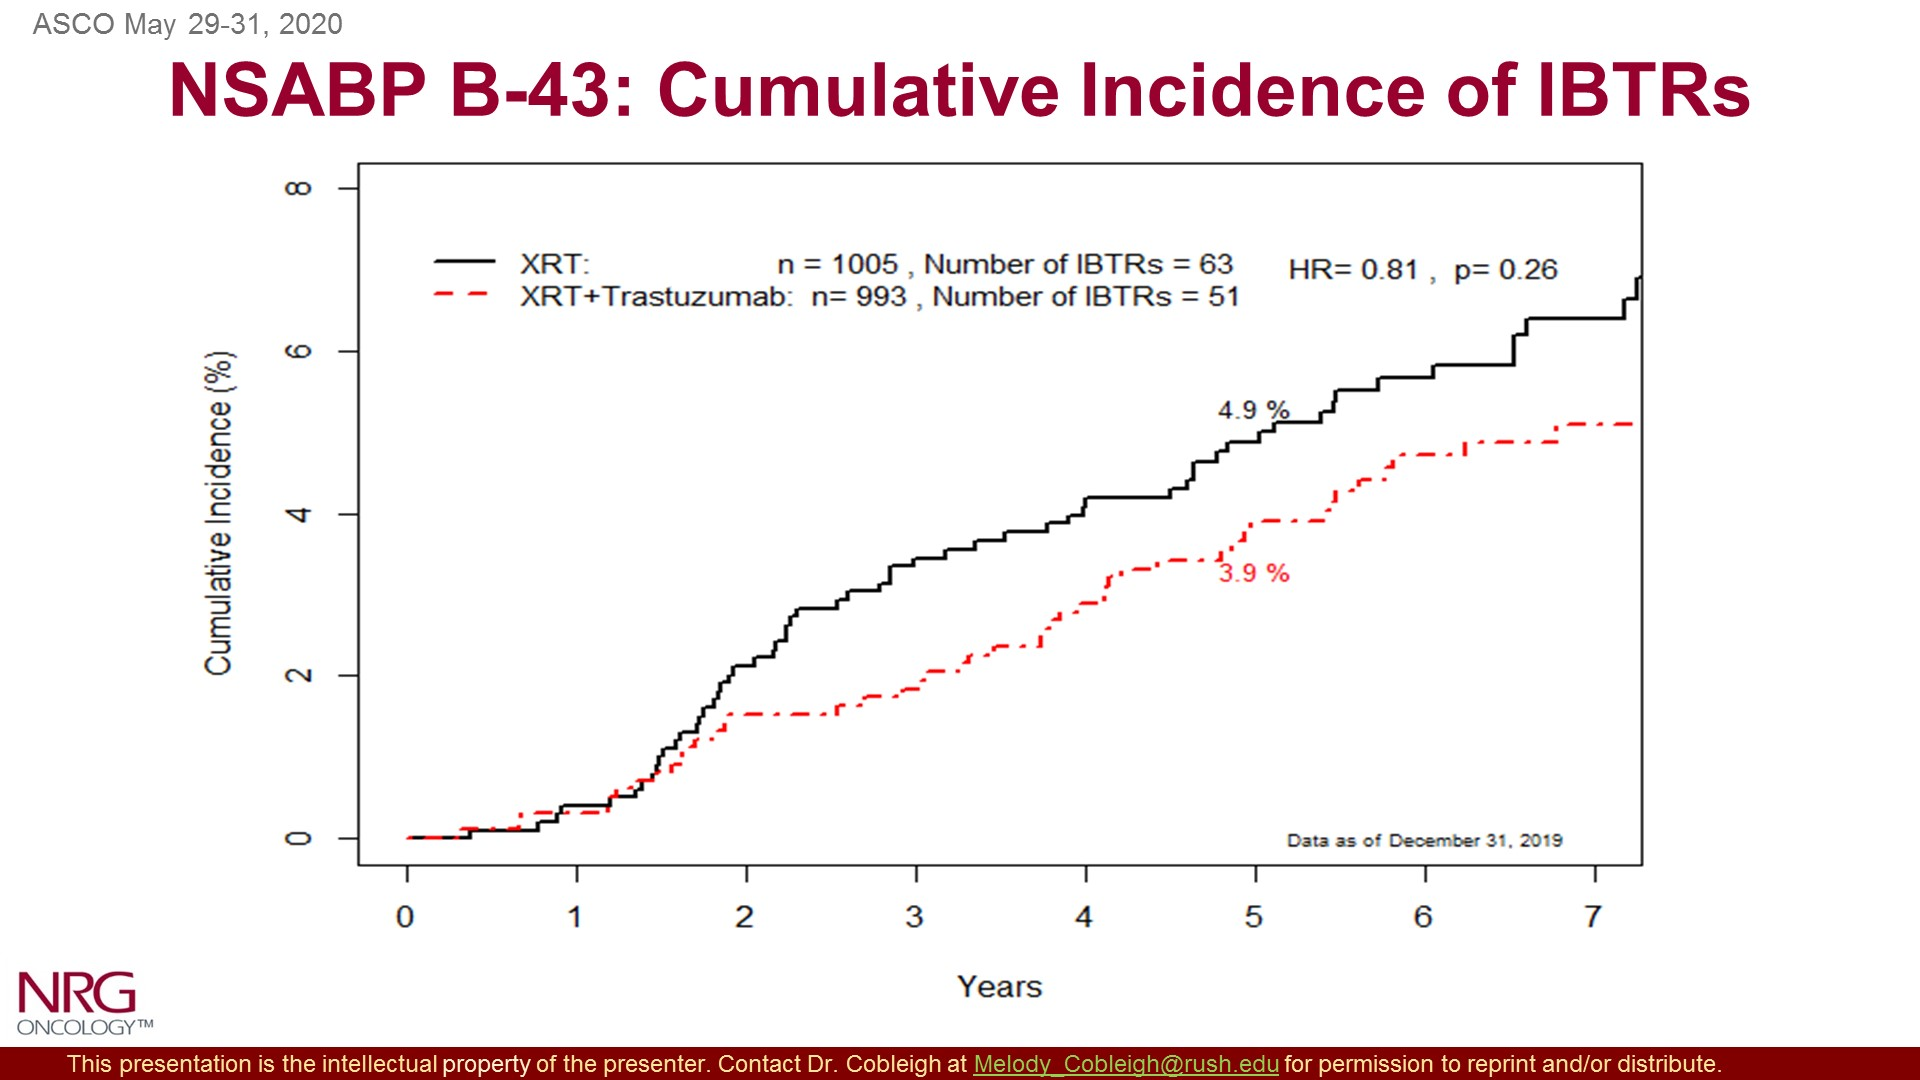 ASCO May 29-31, 2020
NSABP B-43: Cumulative Incidence of IBTRs
8
6
4
2
0
Cumulative Incidence (%)
XRT: n = 1005 , Number of IBTRs = 63
XRT+Trastuzumab: n= 993 , Number of IBTRs = 51
HR= 0.81 , p= 0.26
4.9 %
3.9 %
Data as of December 31, 2019
0 1 2 3 4 5 6 7
Years
NRG
ONCOLOGY™
This presentation is the intellectual property of the presenter. Contact Dr. Cobleigh at Melody_Cobleigh@rush.edu for permission to reprint and/or distribute.